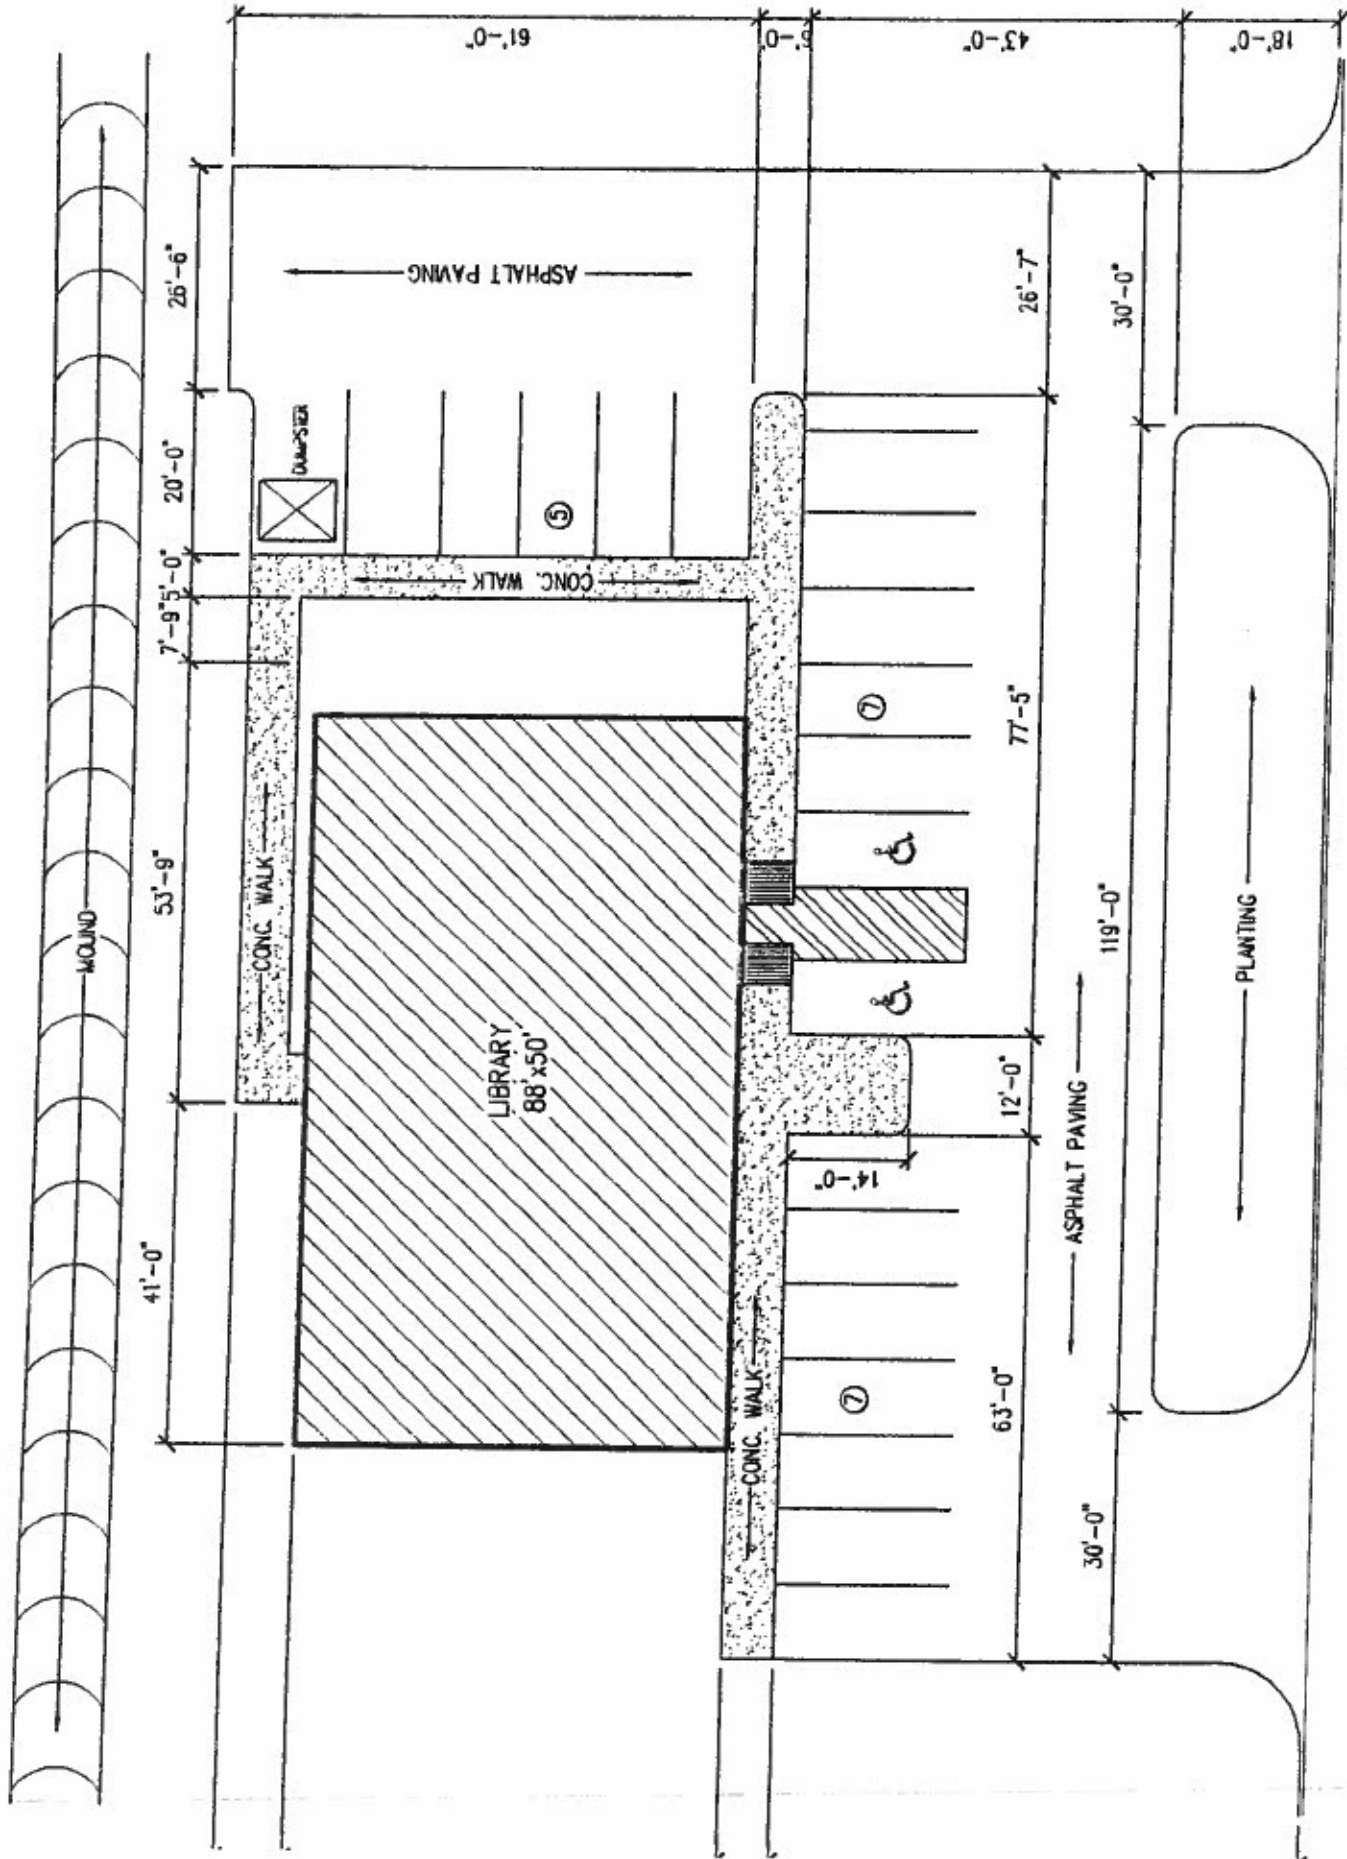 MOUND
61'-0"
6'-0"
43'-0"
18'-0"
26'-6"
20'-0"
5'-0"
7'-9"
53'-9"
41'-0"
ASPHALT PAVING
DUMPSTER
5
CONC. WALK
CONC. WALK
LIBRARY
88'x50'
7
26'-7"
30'-0"
77'-5"
119'-0"
12'-0"
14'-0"
ASPHALT PAVING
PLANTING
CONC. WALK
7
63'-0"
30'-0"